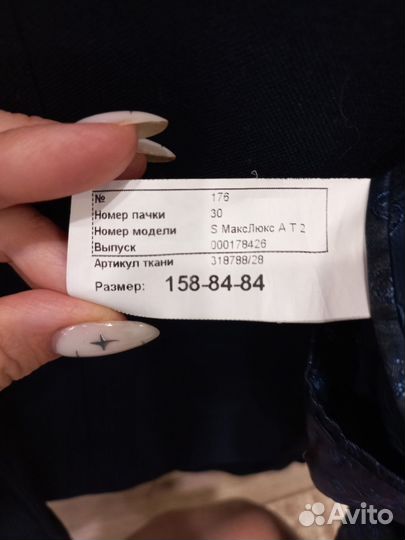 № 176
Номер пачки 30
Номер модели S МаксЛюкс А Т 2
Выпуск 000178426
Артикул ткани 318788/28
Размер: 158-84-84
Avito